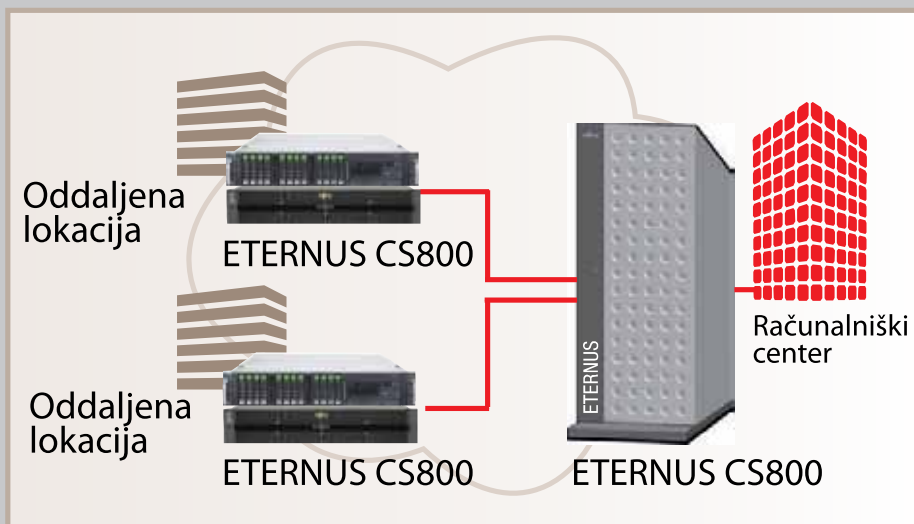 Oddaljena
lokacija
ETERNUS CS800
Oddaljena
lokacija
ETERNUS CS800
ETERNUS
ETERNUS CS800
Računalniški
center